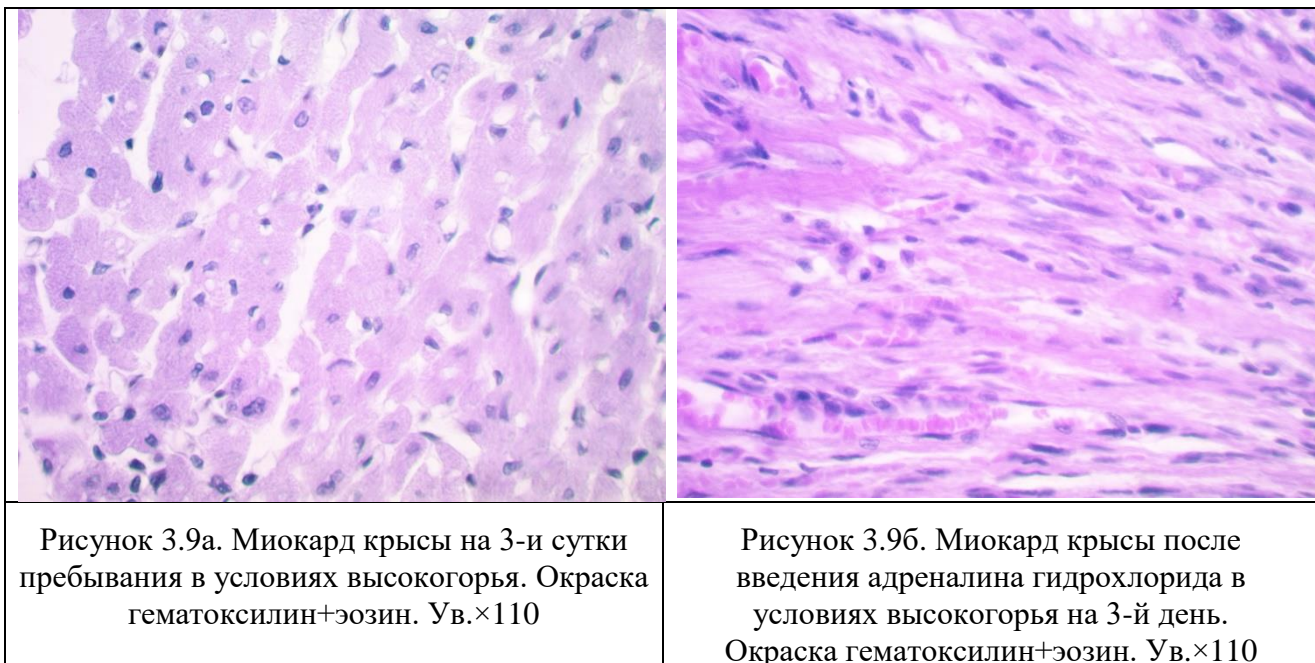 Рисунок 3.9а. Миокард крысы на 3-и сутки
пребывания в условиях высокогорья. Окраска
гематоксилин+эозин. Ув.×110
Рисунок 3.9б. Миокард крысы после
введения адреналина гидрохлорида в
условиях высокогорья на 3-й день.
Окраска гематоксилин+эозин. Ув.×110